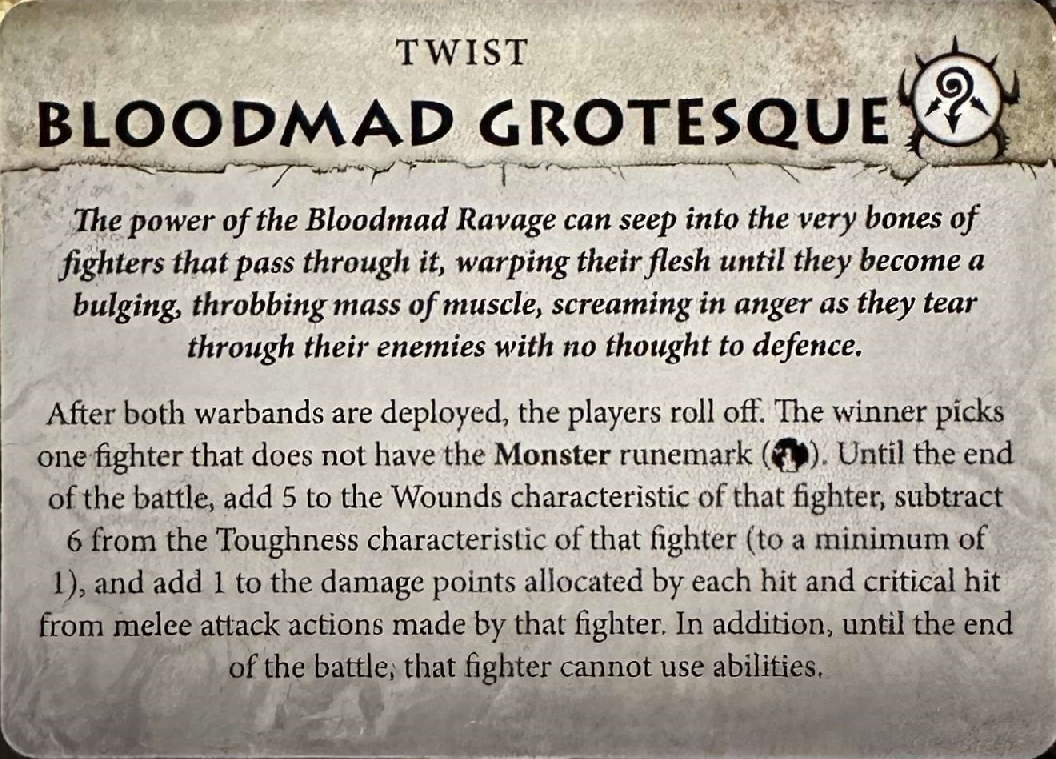 TWIST
BLOODMAD GROTESQUE
The power of the Bloodmad Ravage can seep into the very bones of
fighters that pass through it, warping their flesh until they become a
bulging, throbbing mass of muscle, screaming in anger as they tear
through their enemies with no thought to defence.
After both warbands are deployed, the players roll off. The winner picks
one fighter that does not have the Monster runemark (). Until the end
of the battle, add 5 to the Wounds characteristic of that fighter, subtract
6 from the Toughness characteristic of that fighter (to a minimum of
1), and add 1 to the damage points allocated by each hit and critical hit
from melee attack actions made by that fighter. In addition, until the end
of the battle, that fighter cannot use abilities.